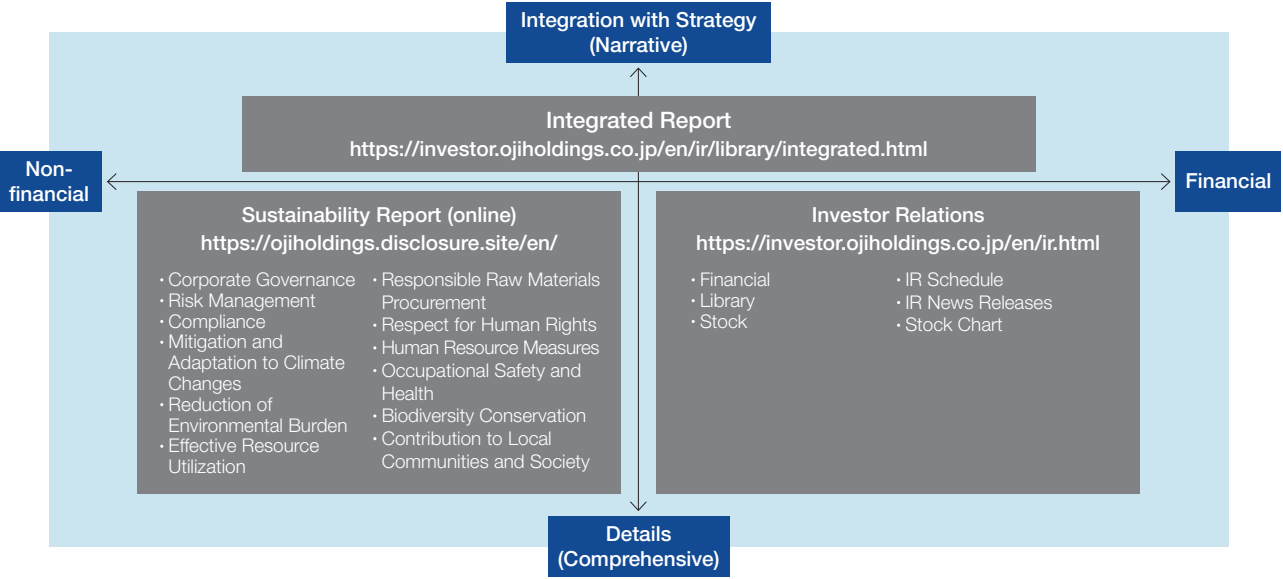 Integration with Strategy
(Narrative)
Integrated Report
https://investor.ojiholdings.co.jp/en/ir/library/integrated.html
Non-
financial
Financial
Sustainability Report (online)
https://ojiholdings.disclosure.site/en/
・Corporate Governance
・Risk Management
・Compliance
・Mitigation and
Adaptation to Climate
Changes
・Reduction of
Environmental Burden
・Effective Resource
Utilization
・Responsible Raw Materials
Procurement
・Respect for Human Rights
・Human Resource Measures
・Occupational Safety and
Health
・Biodiversity Conservation
・Contribution to Local
Communities and Society
Investor Relations
https://investor.ojiholdings.co.jp/en/ir.html
・Financial
・Library
・Stock
・IR Schedule
・IR News Releases
・Stock Chart
Details
(Comprehensive)